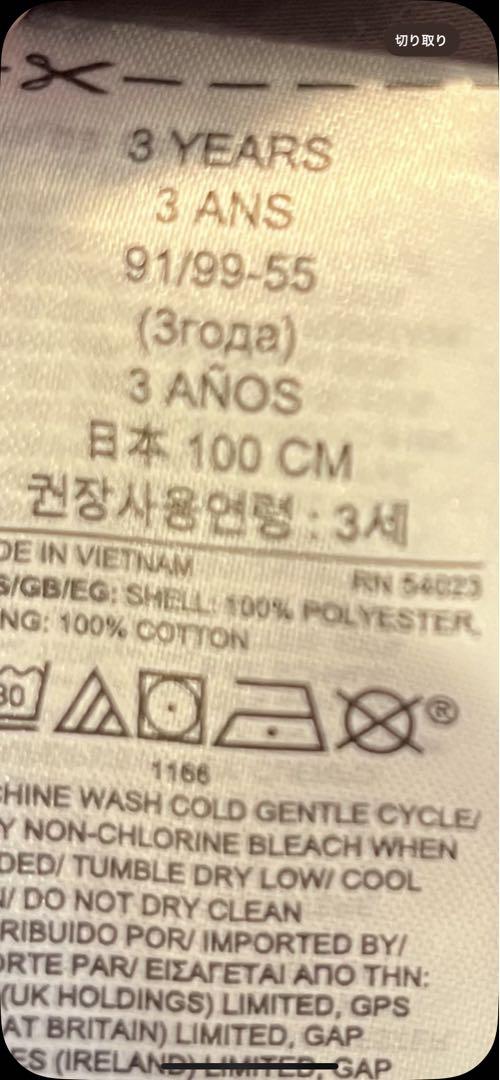 切り取り
3 YEARS
3 ANS
91/99-55
(3года)
3 AÑOS
日本 100 CM
권장사용연령 : 3세
DE IN VIETNAM
RN 54023
S/GB/EG: SHELL: 100% POLYESTER,
NG: 100% COTTON
30
®
1166
CHINE WASH COLD GENTLE CYCLE/
Y NON-CHLORINE BLEACH WHEN
DED/ TUMBLE DRY LOW/ COOL
N/ DO NOT DRY CLEAN
RIBUIDO POR/ IMPORTED BY/
ORTE PAR/ ΕΙΣΑΓΕΤΑΙ ΑΠΟ ΤΗΝ:
(UK HOLDINGS) LIMITED, GPS
AT BRITAIN) LIMITED, GAP
ES (IRELAND) LIMITED, GAP